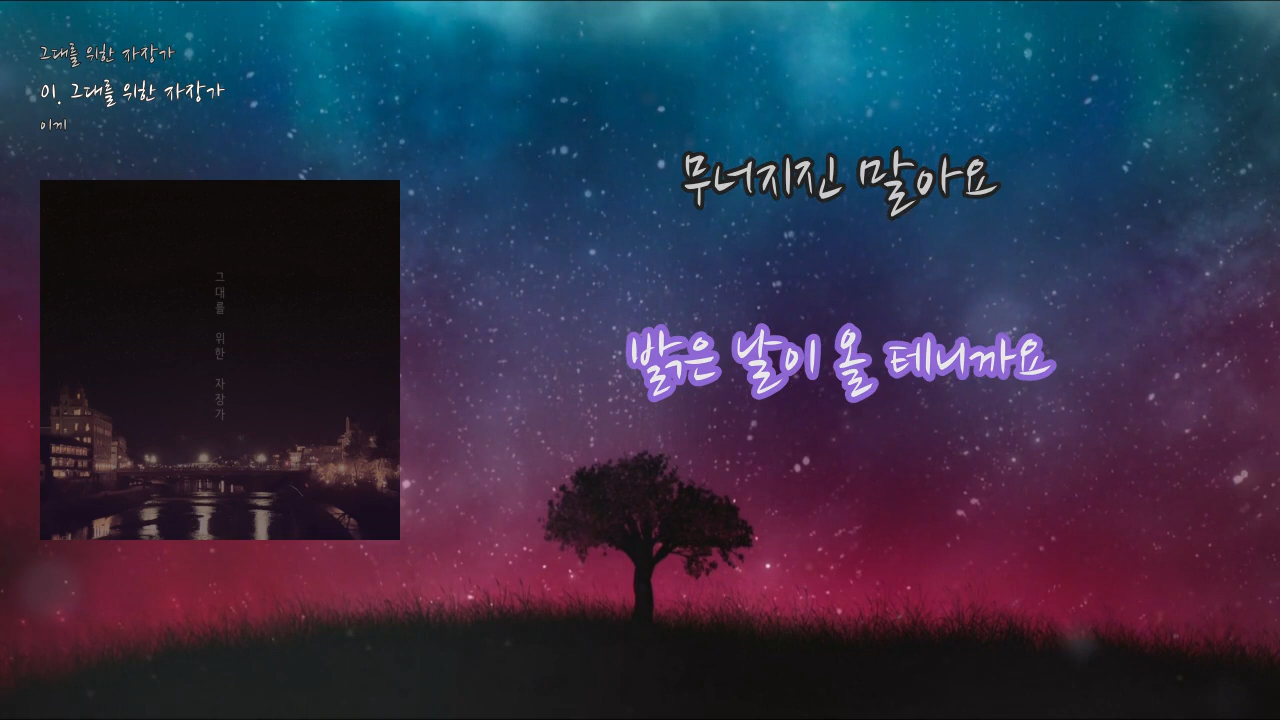 그대를 위한 자장가
01. 그대를 위한 자장가
이끼
그대를 위한 자장가
무너지진 말아요
밝은 날이 올 테니까요